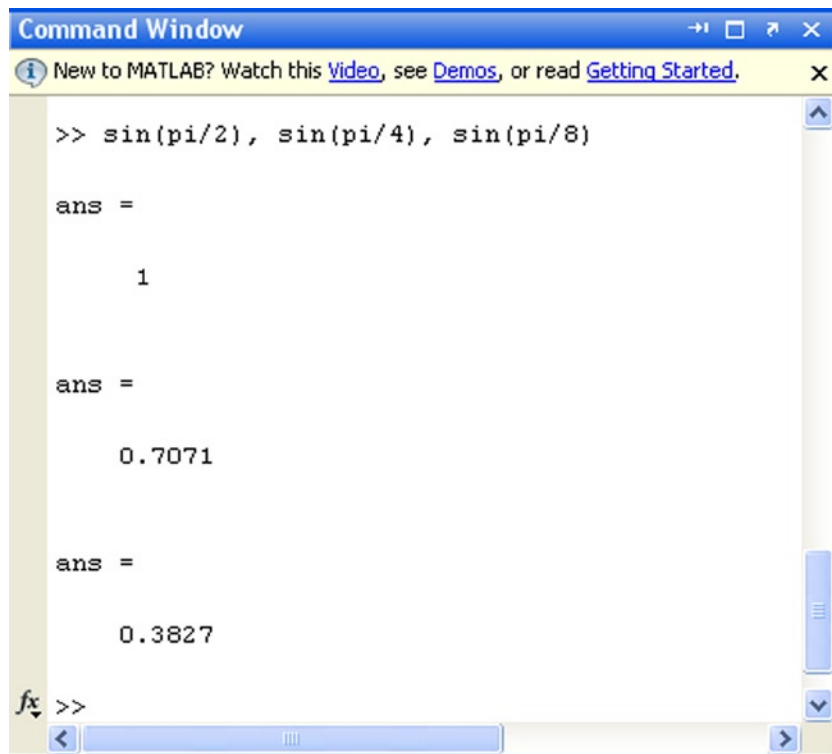 Command Window
New to MATLAB? Watch this Video, see Demos, or read Getting Started.
>> sin(pi/2), sin(pi/4), sin(pi/8)
ans =
1
ans =
0.7071
ans =
0.3827
fx >>